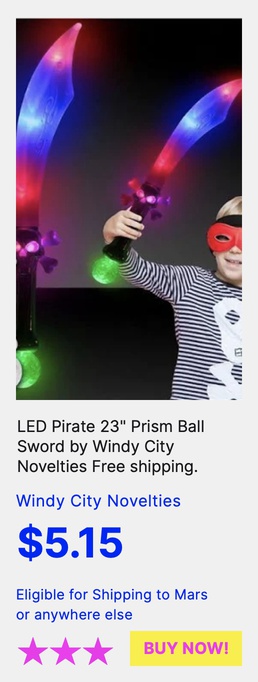 LED Pirate 23" Prism Ball
Sword by Windy City
Novelties Free shipping.
Windy City Novelties
$5.15
Eligible for Shipping to Mars
or anywhere else
BUY NOW!